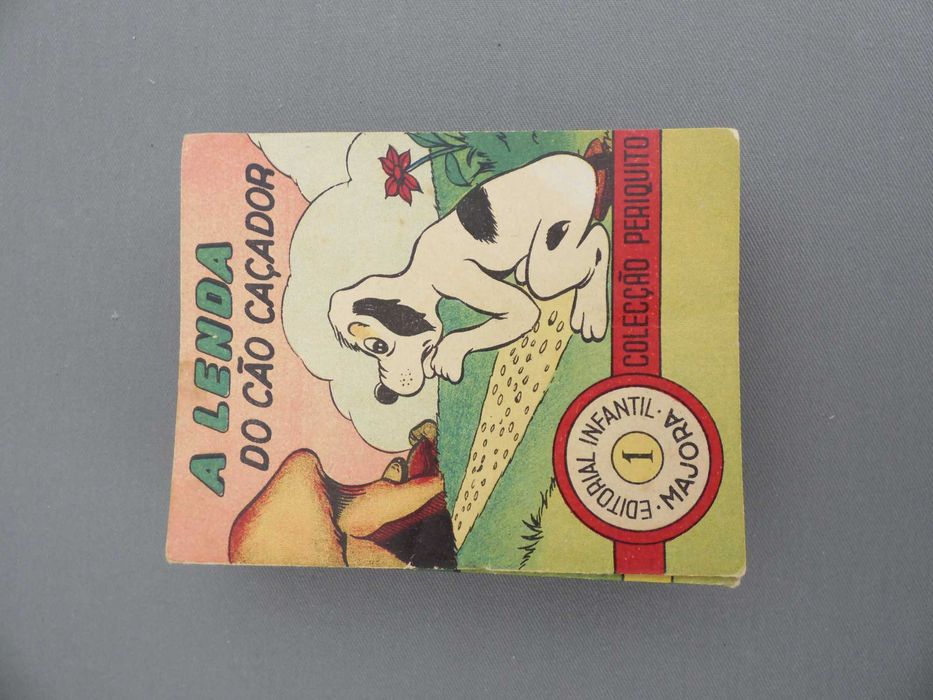 A LENDA
DO CÃO CAÇADOR
EDITORIAL INFANTIL · MAJORA ·
1
COLECÇÃO PERIQUITO